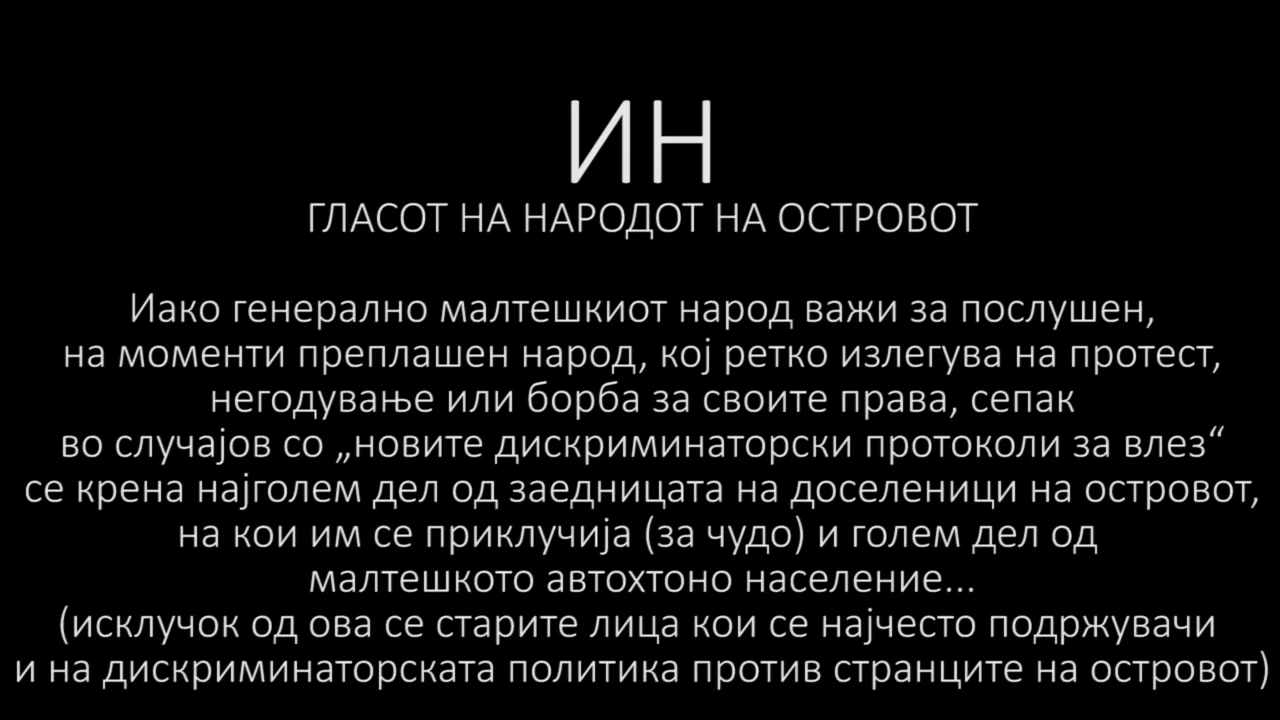 ИН
ГЛАСОТ НА НАРОДОТ НА ОСТРОВОТ
Иако генерално малтешкиот народ важи за послушен,
на моменти преплашен народ, кој ретко излегува на протест,
негодување или борба за своите права, сепак
во случајов со „новите дискриминаторски протоколи за влез“
се крена најголем дел од заедницата на доселеници на островот,
на кои им се приклучија (за чудо) и голем дел од
малтешкото автохтоно население...
(исклучок од ова се старите лица кои се најчесто подржувачи
и на дискриминаторската политика против странците на островот)